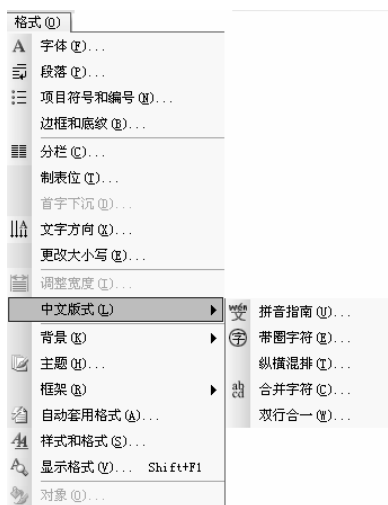 格式(O)
字体(F)...
段落(P)...
项目符号和编号(N)...
边框和底纹(B)...
分栏(C)...
制表位(T)...
首字下沉(D)...
文字方向(X)...
更改大小写(E)...
调整宽度(I)...
中文版式(L)
拼音指南(U)...
带圈字符(E)...
纵横混排(T)...
合并字符(C)...
双行合一(W)...
背景(K)
主题(H)...
框架(R)
自动套用格式(A)...
样式和格式(S)...
显示格式(V)... Shift+F1
对象(O)...